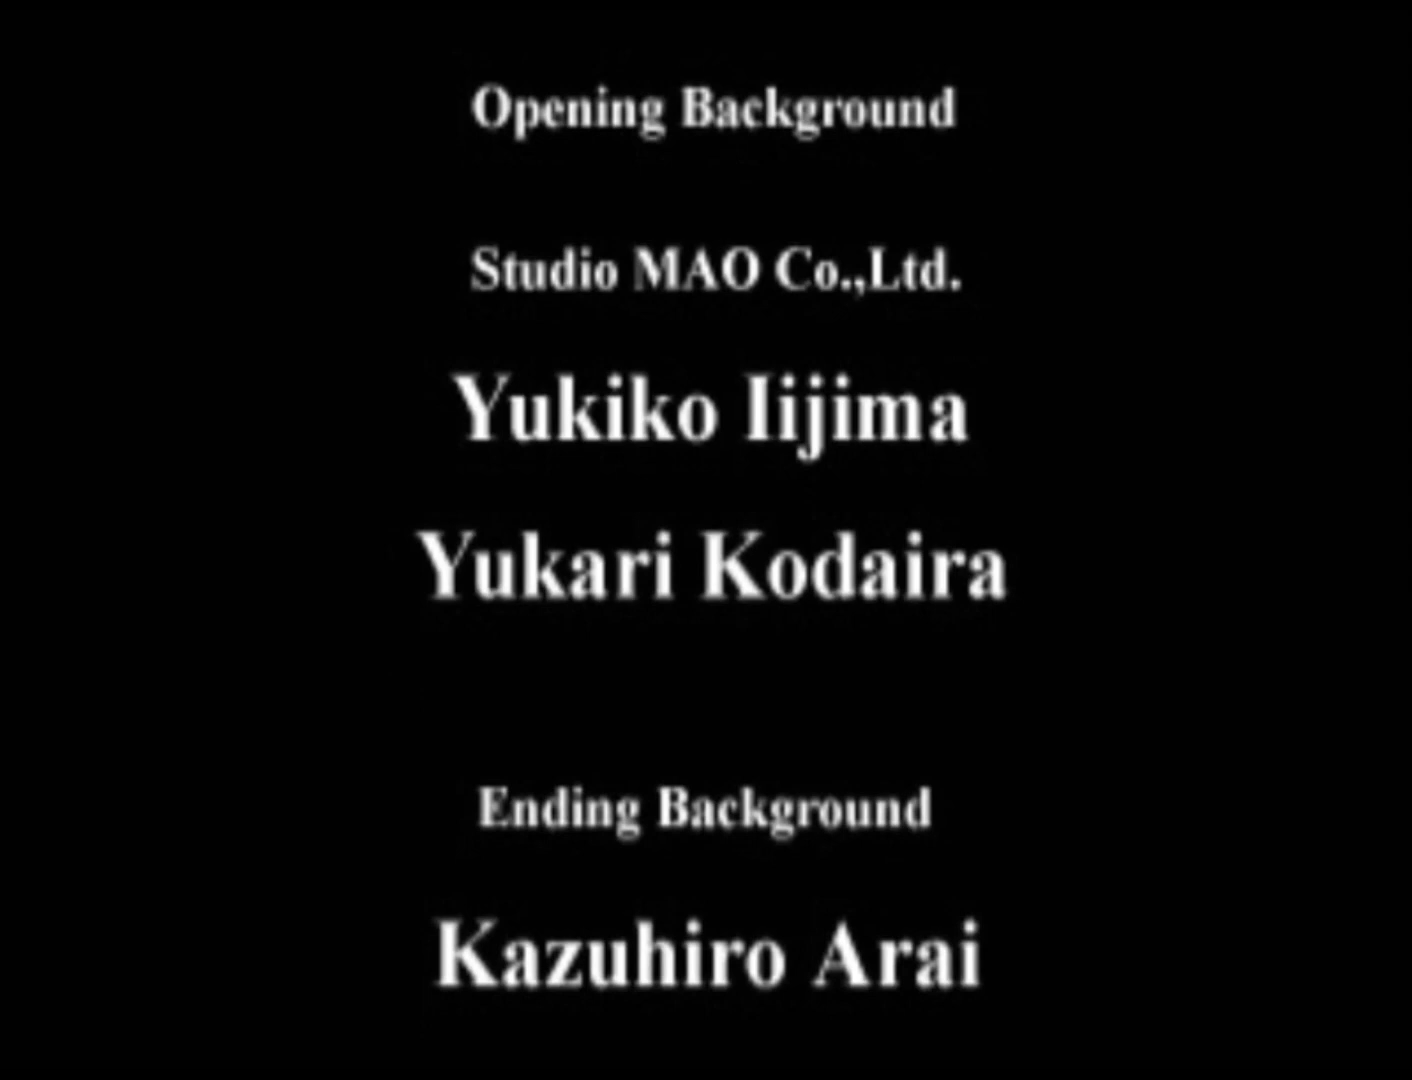 Opening Background
Studio MAO Co.,Ltd.
Yukiko Iijima
Yukari Kodaira
Ending Background
Kazuhiro Arai